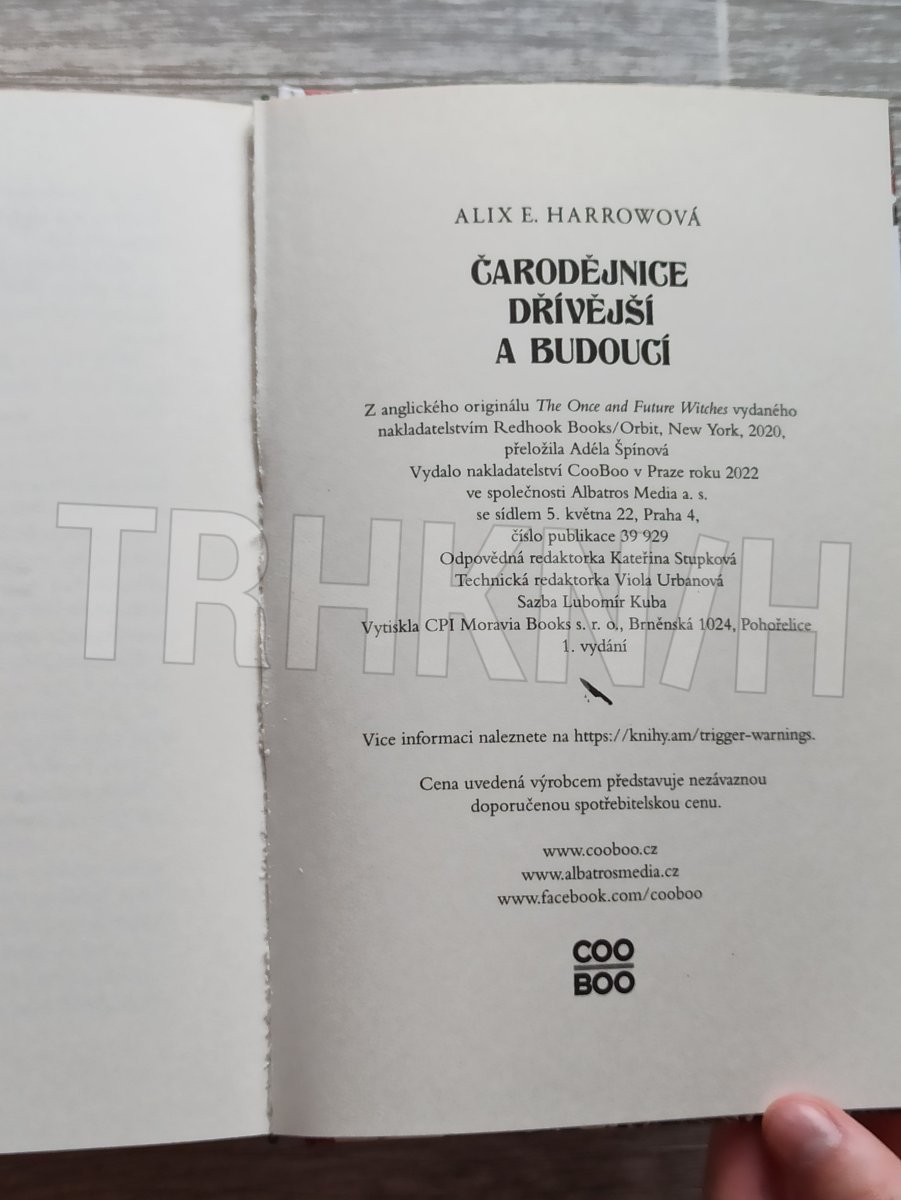 ALIX E. HARROWOVÁ
ČARODĚJNICE
DŘÍVĚJŠÍ
A BUDOUCÍ
Z anglického originálu The Once and Future Witches vydaného
nakladatelstvím Redhook Books/Orbit, New York, 2020,
přeložila Adéla Špínová
Vydalo nakladatelství CooBoo v Praze roku 2022
ve společnosti Albatros Media a. s.
se sídlem 5. května 22, Praha 4,
číslo publikace 39 929
Odpovědná redaktorka Kateřina Stupková
Technická redaktorka Viola Urbanová
Sazba Lubomír Kuba
Vytiskla CPI Moravia Books s. r. o., Brněnská 1024, Pohořelice
1. vydání
TRHKNIH
Vice informaci naleznete na https://knihy.am/trigger-warnings.
Cena uvedená výrobcem představuje nezávaznou
doporučenou spotřebitelskou cenu.
www.cooboo.cz
www.albatrosmedia.cz
www.facebook.com/cooboo
COO
BOO